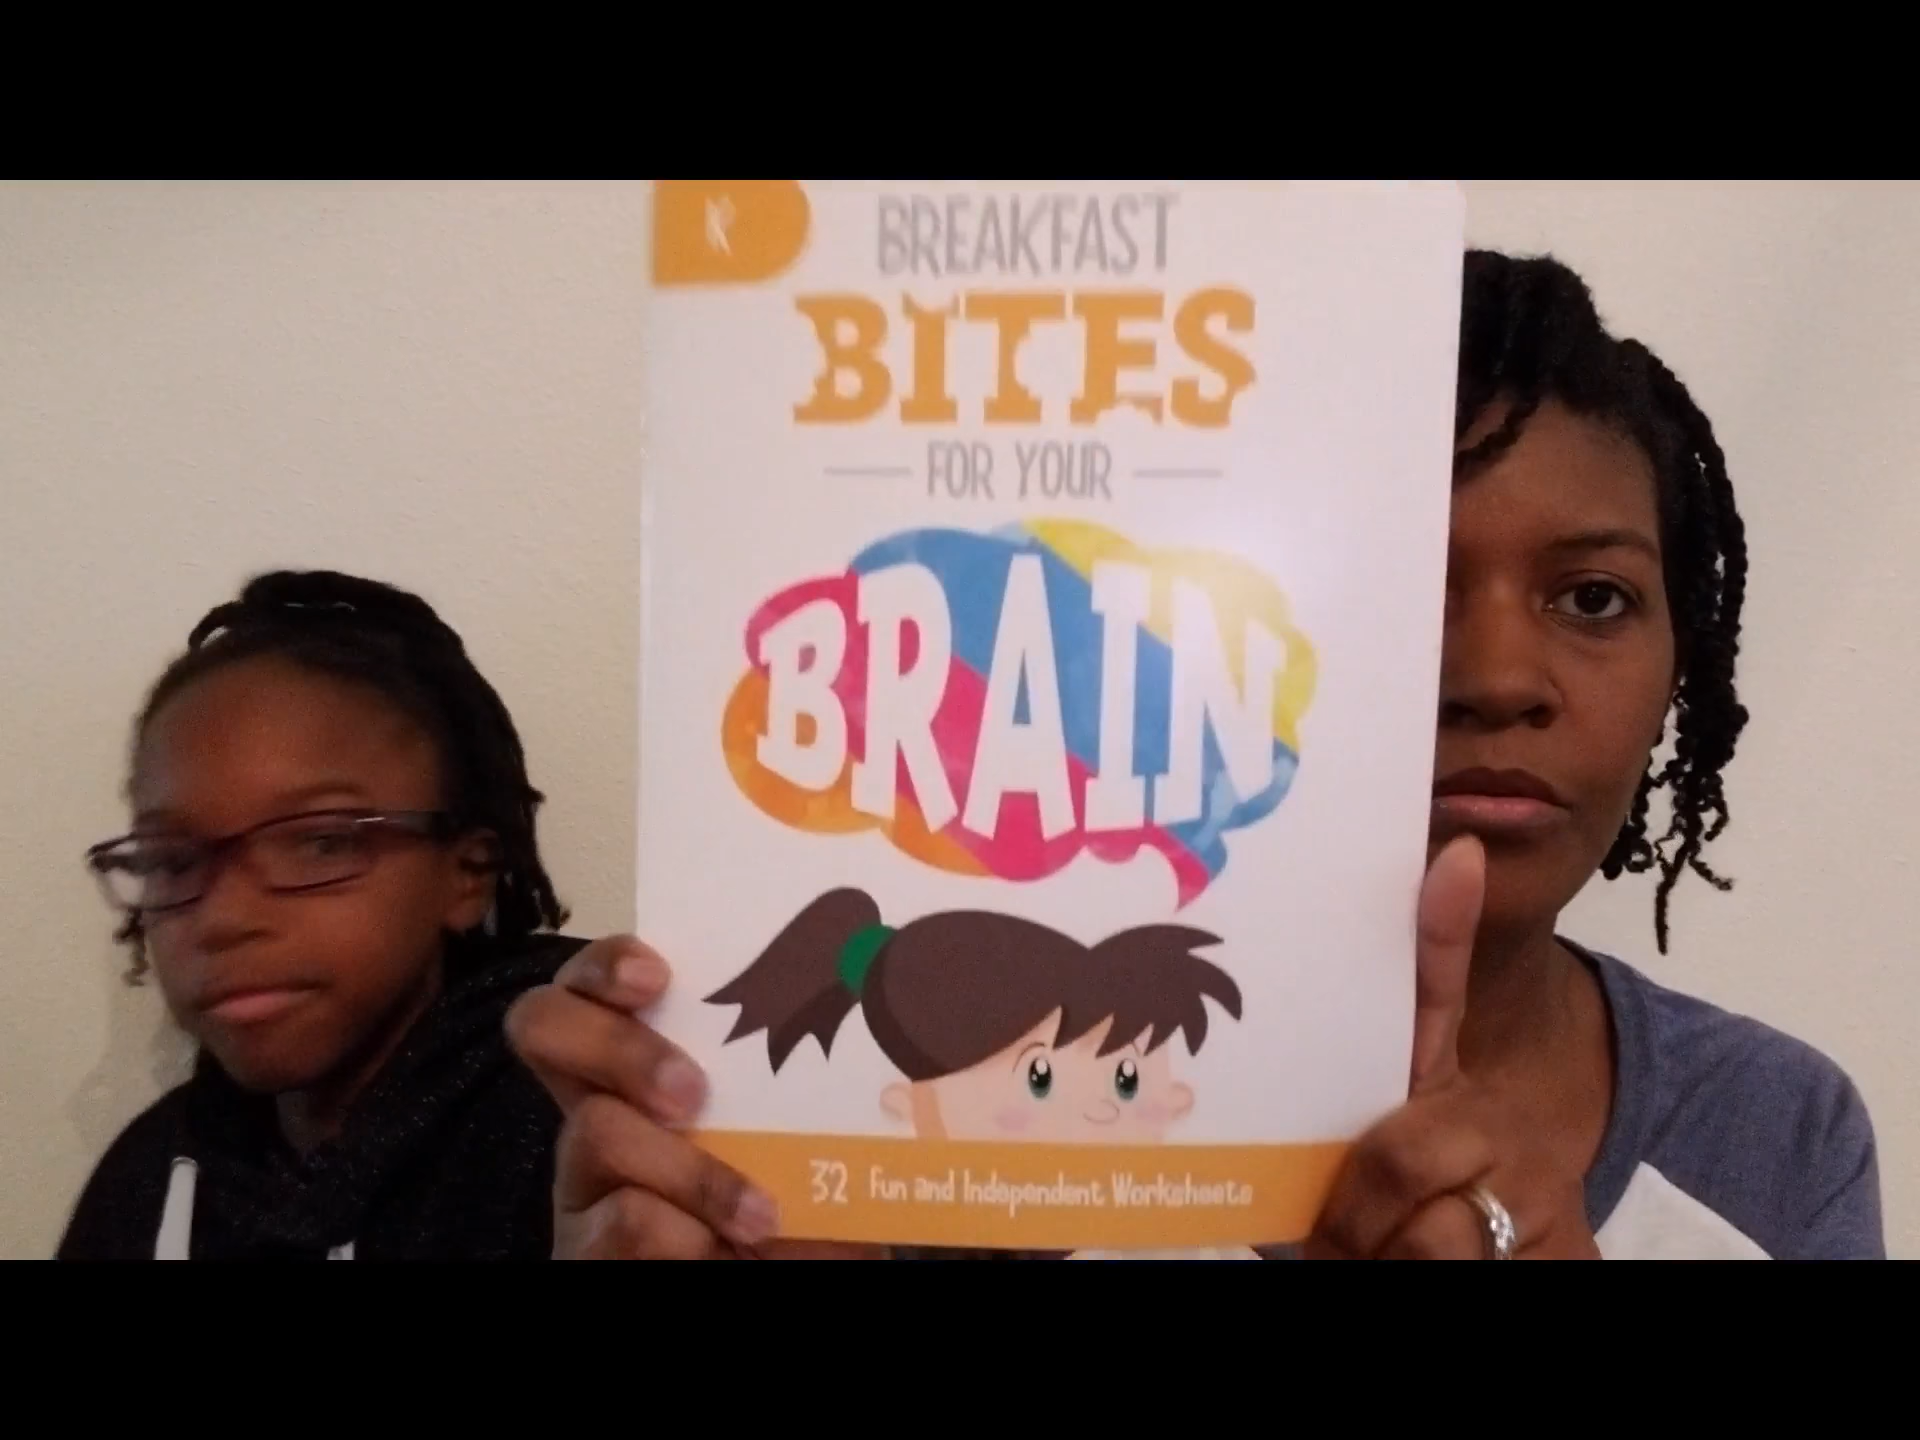 K
BREAKFAST
BITES
FOR YOUR
BRAIN
32 Fun and Independent Worksheets